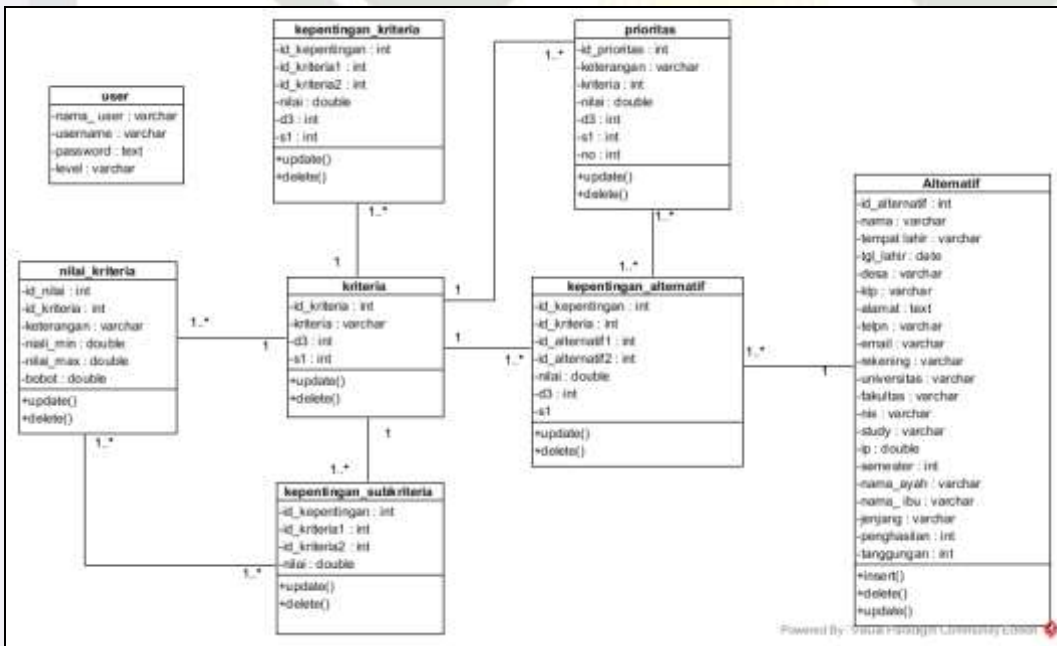 kepentingan_kriteria
-id_kepentingan : int
-id_kriteria1 : int
-id_kriteria2 : int
-nilai : double
-d3 : int
-s1 : int
+update()
+delete()
prioritas
-id_prioritas : int
-keterangan : varchar
-kriteria : int
-nilai : double
-d3 : int
-s1 : int
-no : int
+update()
+delete()
user
-nama_ user : varchar
-username : varchar
-password : text
-level : varchar
Alternatif
-id_alternatif : int
-nama : varchar
-tempat lahir : varchar
-tgl_lahir : date
-desa : varchar
-ktp : varchar
-alamat : text
-telpn : varchar
-email : varchar
-rekening : varchar
-universitas : varchar
-fakultas : varchar
-nis : varchar
-study : varchar
-ip : double
-semester : int
-nama_ayah : varchar
-nama_ ibu : varchar
-jenjang : varchar
-penghasilan : int
-tanggungan : int
+insert()
+delete()
+update()
nilai_kriteria
-id_nilai : int
-id_kriteria : int
-keterangan : varchar
-niali_min : double
-nilai_max : double
-bobot : double
+update()
+delete()
kriteria
-id_kriteria : int
-kriteria : varchar
-d3 : int
-s1 : int
+update()
+delete()
kepentingan_alternatif
-id_kepentingan : int
-id_kriteria : int
-id_alternatif1 : int
-id_alternatif2 : int
-nilai : double
-d3 : int
-s1
+update()
+delete()
kepentingan_subkriteria
-id_kepentingan : int
-id_kriteria1 : int
-id_kriteria2 : int
-nilai : double
+update()
+delete()
1
1..*
1..*
1
1..*
1..*
1..*
1
1
1
1..*
1..*
1
1..*
1
1..*
1..*
Powered By : Visual Paradigm Community Edition